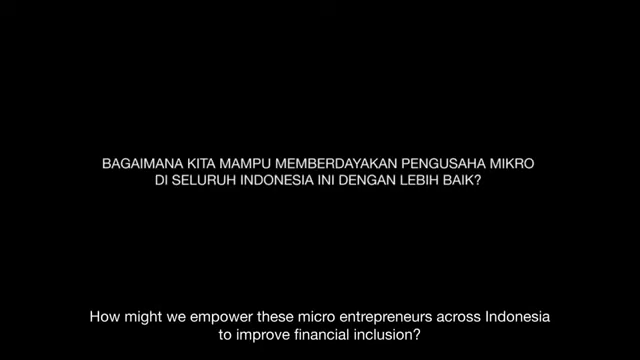 BAGAIMANA KITA MAMPU MEMBERDAYAKAN PENGUSAHA MIKRO
DI SELURUH INDONESIA INI DENGAN LEBIH BAIK?
How might we empower these micro entrepreneurs across Indonesia
to improve financial inclusion?